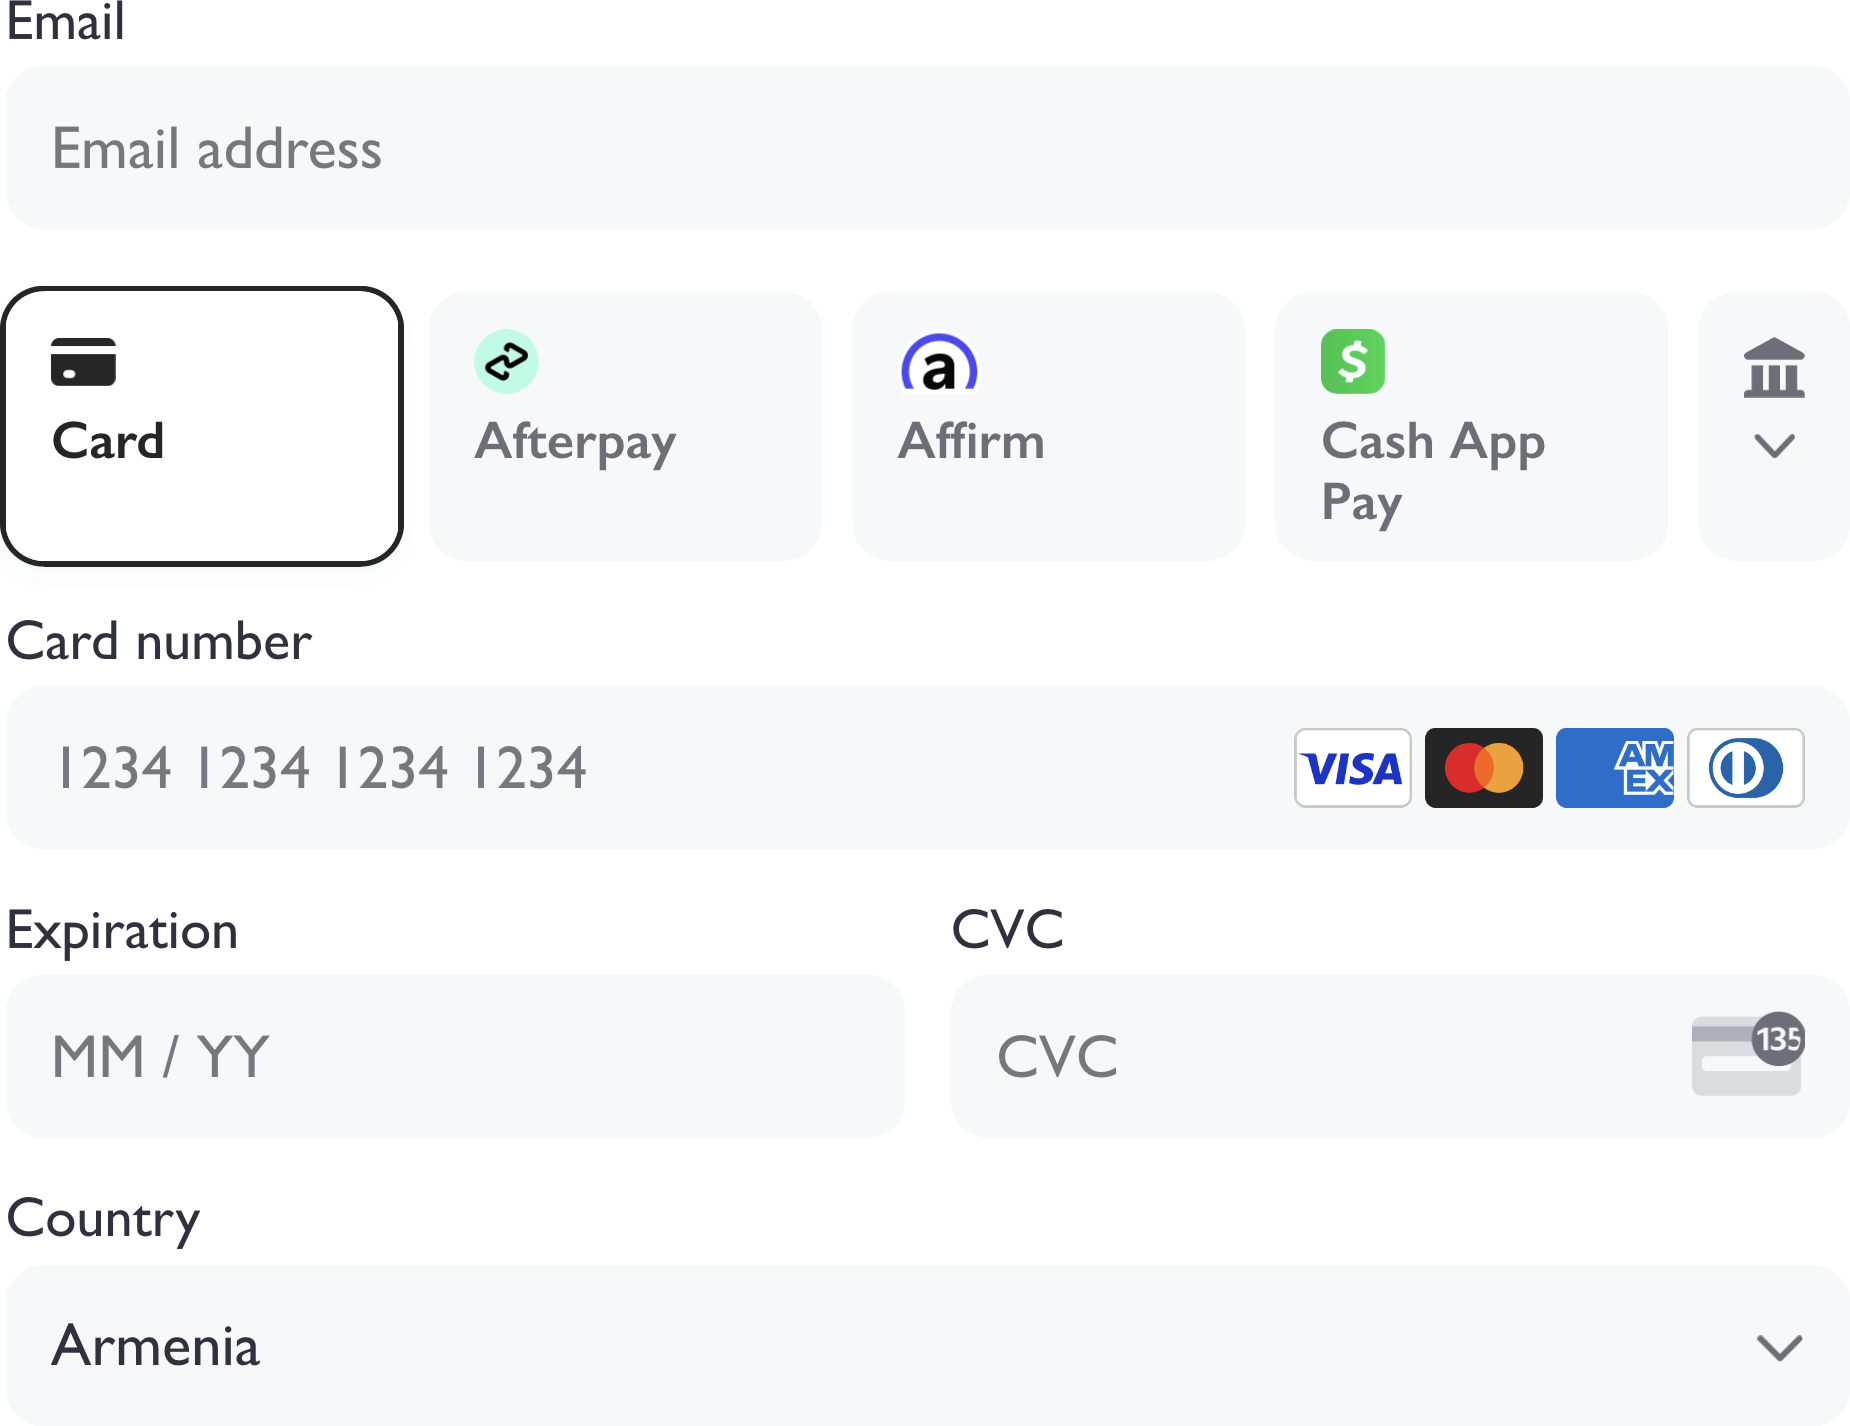 Email
Email address
Card
Afterpay
a
Affirm
$
Cash App
Pay
Card number
1234 1234 1234 1234
VISA
AM
EX
Expiration
CVC
MM / YY
CVC
135
Country
Armenia